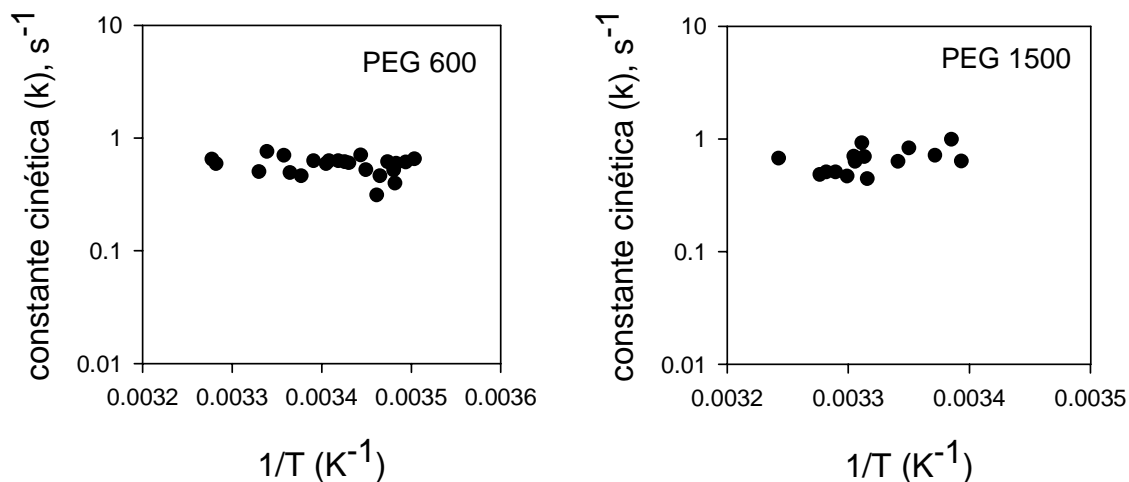 constante cinética (k), s-1
10
1
0.1
0.01
PEG 600
0.0032 0.0033 0.0034 0.0035 0.0036
1/T (K-1)
constante cinética (k), s-1
10
1
0.1
0.01
PEG 1500
0.0032 0.0033 0.0034 0.0035
1/T (K-1)